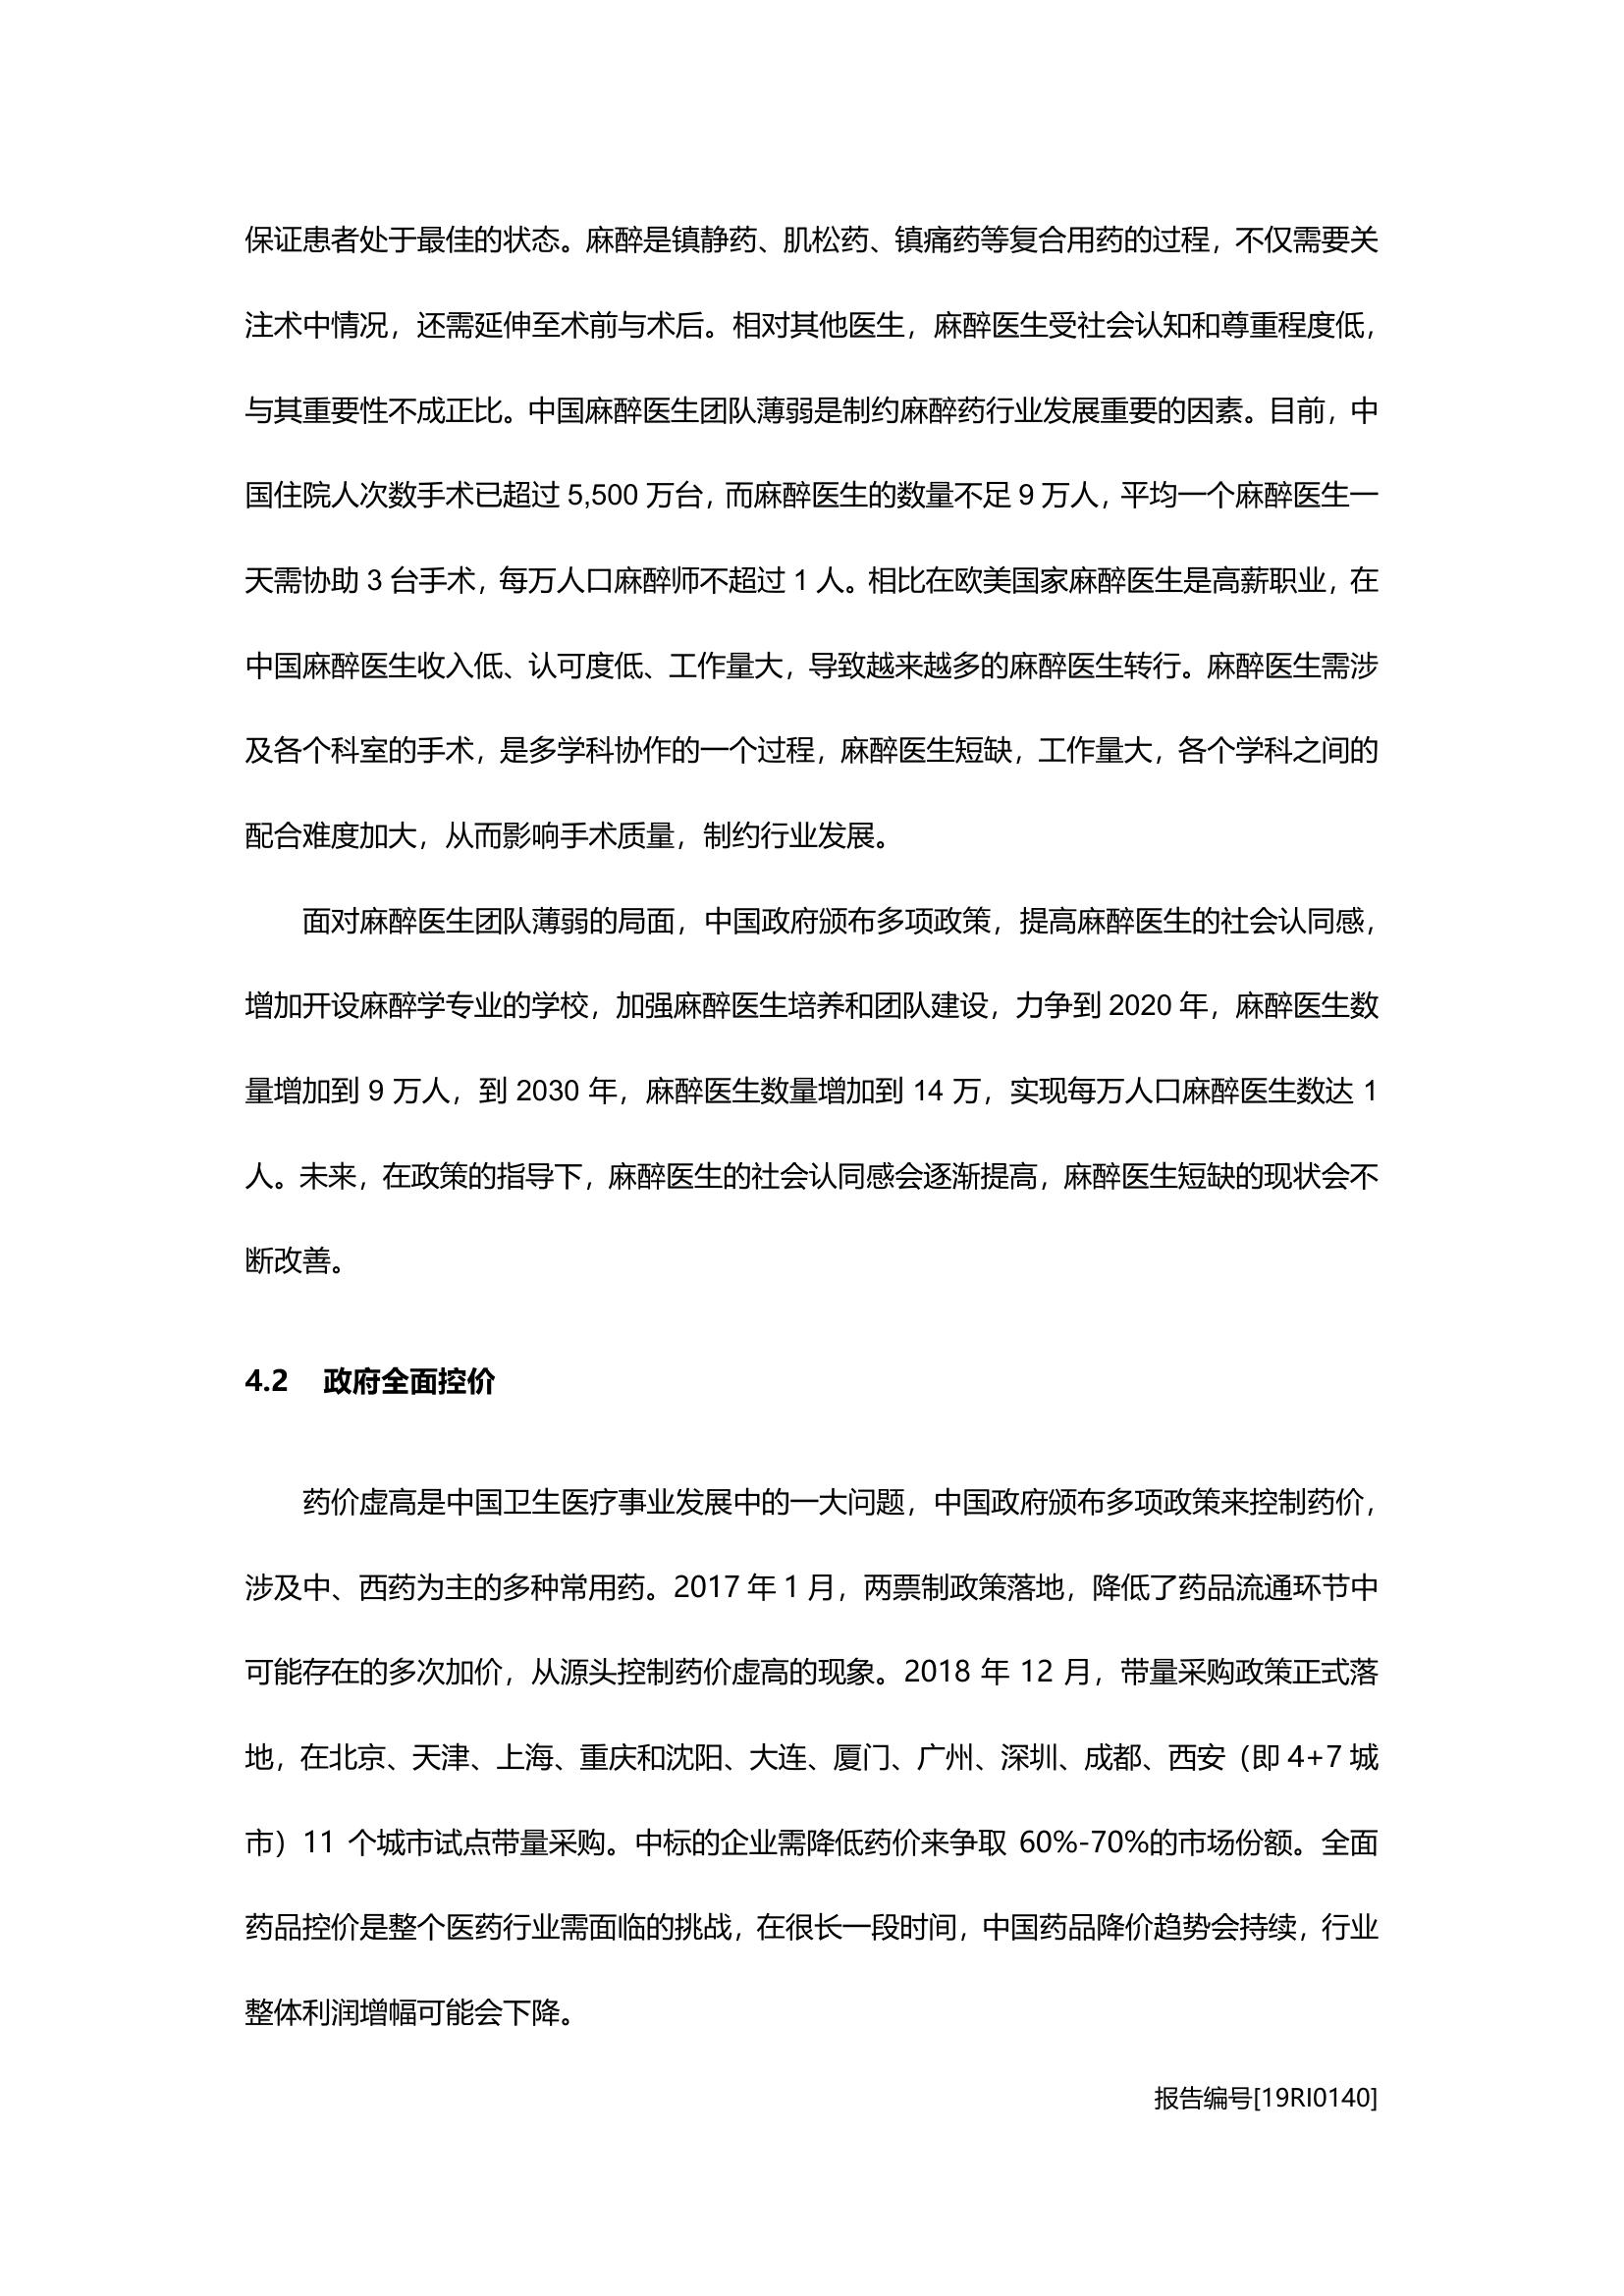 保证患者处于最佳的状态。麻醉是镇静药、肌松药、镇痛药等复合用药的过程，不仅需要关
注术中情况，还需延伸至术前与术后。相对其他医生，麻醉医生受社会认知和尊重程度低，
与其重要性不成正比。中国麻醉医生团队薄弱是制约麻醉药行业发展重要的因素。目前，中
国住院人次数手术已超过 5,500 万台，而麻醉医生的数量不足 9 万人，平均一个麻醉医生一
天需协助 3 台手术，每万人口麻醉师不超过 1 人。相比在欧美国家麻醉医生是高薪职业，在
中国麻醉医生收入低、认可度低、工作量大，导致越来越多的麻醉医生转行。麻醉医生需涉
及各个科室的手术，是多学科协作的一个过程，麻醉医生短缺，工作量大，各个学科之间的
配合难度加大，从而影响手术质量，制约行业发展。
面对麻醉医生团队薄弱的局面，中国政府颁布多项政策，提高麻醉医生的社会认同感，
增加开设麻醉学专业的学校，加强麻醉医生培养和团队建设，力争到 2020 年，麻醉医生数
量增加到 9 万人，到 2030 年，麻醉医生数量增加到 14 万，实现每万人口麻醉医生数达 1
人。未来，在政策的指导下，麻醉医生的社会认同感会逐渐提高，麻醉医生短缺的现状会不
断改善。
4.2 政府全面控价
药价虚高是中国卫生医疗事业发展中的一大问题，中国政府颁布多项政策来控制药价，
涉及中、西药为主的多种常用药。2017 年 1 月，两票制政策落地，降低了药品流通环节中
可能存在的多次加价，从源头控制药价虚高的现象。2018 年 12 月，带量采购政策正式落
地，在北京、天津、上海、重庆和沈阳、大连、厦门、广州、深圳、成都、西安（即 4+7 城
市）11 个城市试点带量采购。中标的企业需降低药价来争取 60%-70%的市场份额。全面
药品控价是整个医药行业需面临的挑战，在很长一段时间，中国药品降价趋势会持续，行业
整体利润增幅可能会下降。
报告编号[19RI0140]